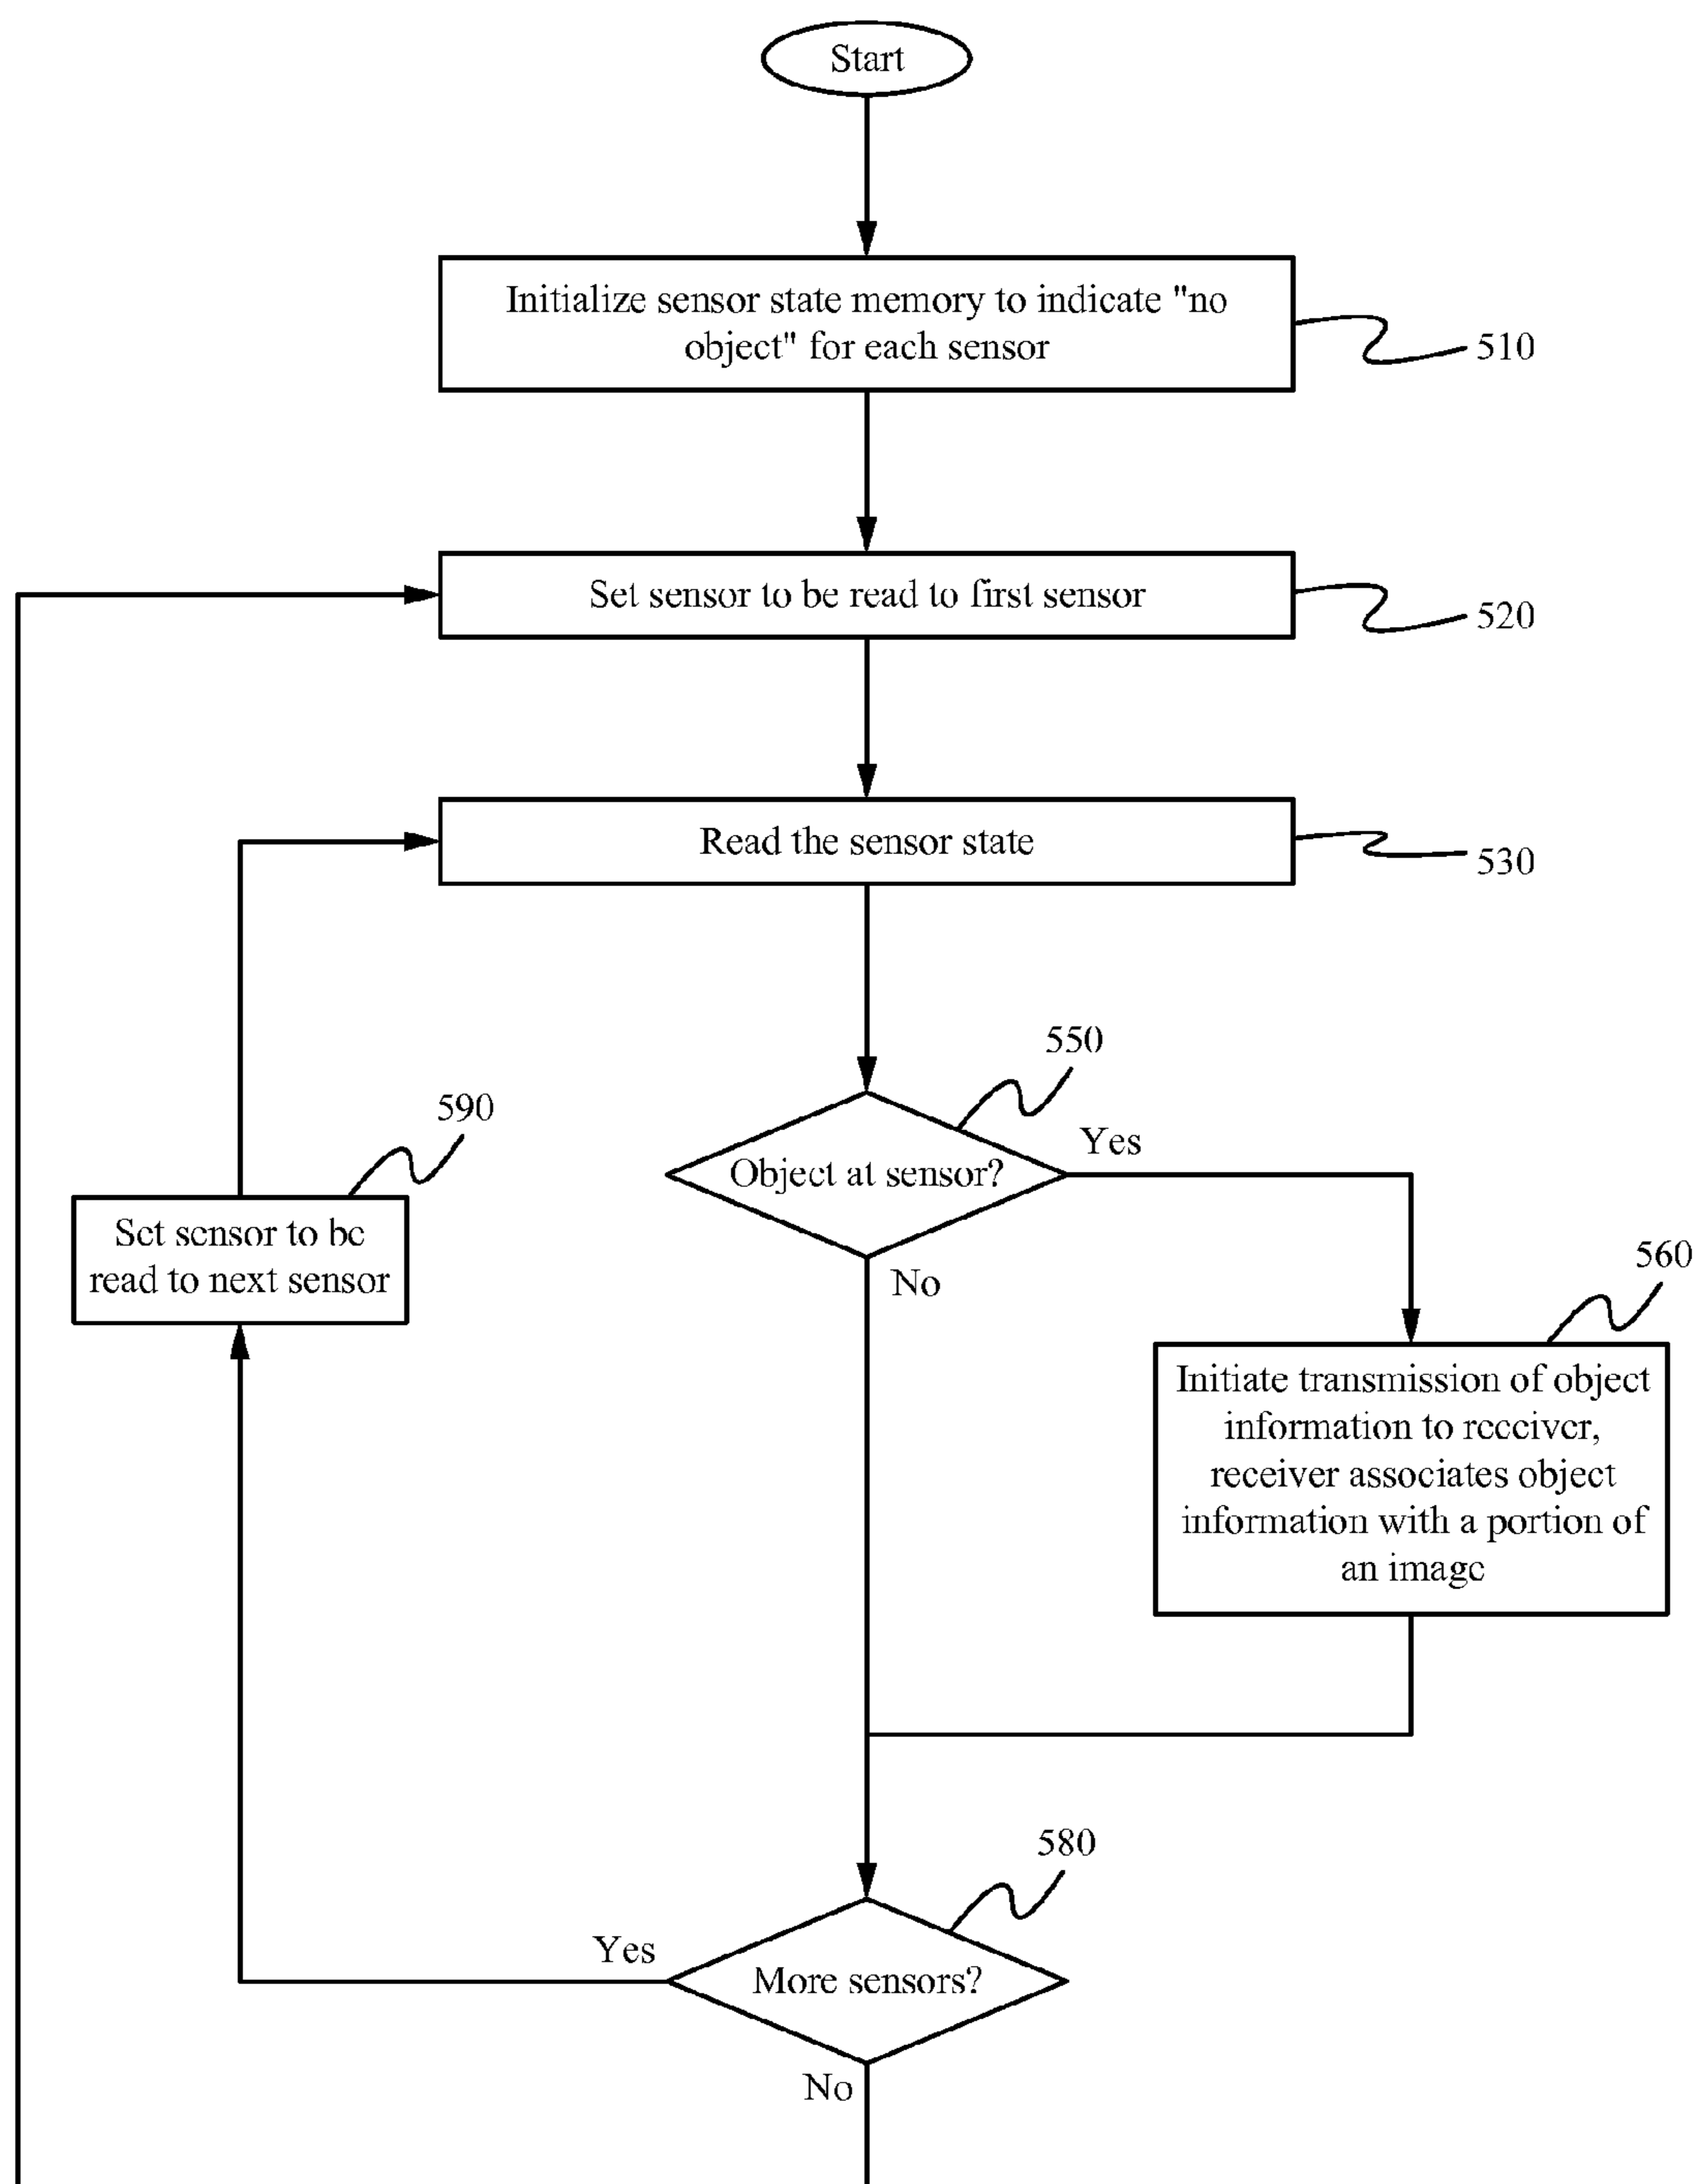 Start
Initialize sensor state memory to indicate "no
object" for each sensor
510
Set sensor to be read to first sensor
520
Read the sensor state
530
550
590
Yes
Object at sensor?
Set sensor to be
read to next sensor
No
560
Initiate transmission of object
information to receiver,
receiver associates object
information with a portion of
an image
580
Yes
More sensors?
No